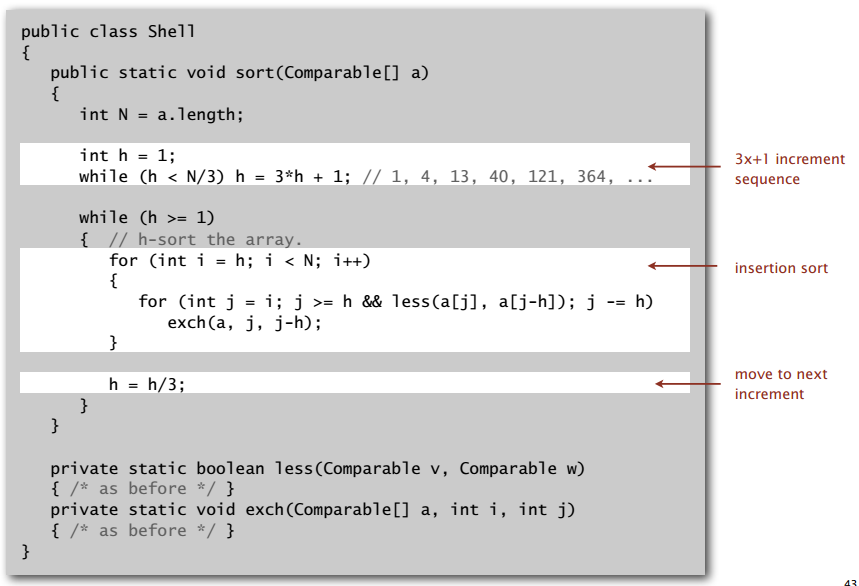 public class Shell
{
   public static void sort(Comparable[] a)
   {
      int N = a.length;
      int h = 1;
      while (h < N/3) h = 3*h + 1; // 1, 4, 13, 40, 121, 364, ...
3x+1 increment
sequence
      while (h >= 1)
      {  // h-sort the array.
         for (int i = h; i < N; i++)
insertion sort
         {
            for (int j = i; j >= h && less(a[j], a[j-h]); j -= h)
               exch(a, j, j-h);
         }
         h = h/3;
move to next
increment
      }
   }
   private static boolean less(Comparable v, Comparable w)
   { /* as before */ }
   private static void exch(Comparable[] a, int i, int j)
   { /* as before */ }
}
43